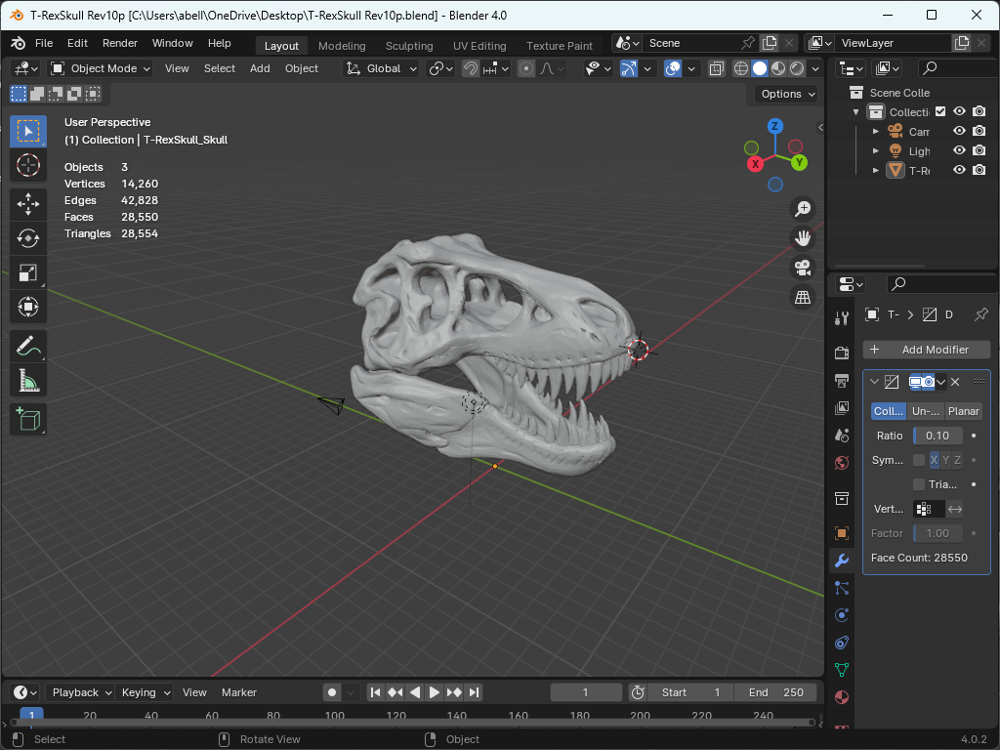 T-RexSkull Rev10p [C:\Users\abell\OneDrive\Desktop\T-RexSkull Rev10p.blend] - Blender 4.0
File Edit Render Window Help Layout Modeling Sculpting UV Editing Texture Paint Scene ViewLayer
Object Mode View Select Add Object Global
Options
User Perspective
(1) Collection | T-RexSkull_Skull
Objects 3
Vertices 14,260
Edges 42,828
Faces 28,550
Triangles 28,554
Z
X
Y
Scene Colle
Collecti
Cam
Ligh
T-Re
T- D
Add Modifier
Coll... Un-... Planar
Ratio 0.10
Sym... X Y Z
Tria...
Vert...
Factor 1.00
Face Count: 28550
Playback Keying View Marker 1 Start 1 End 250
1 20 40 60 80 100 120 140 160 180 200 220 240
Select Rotate View Object 4.0.2